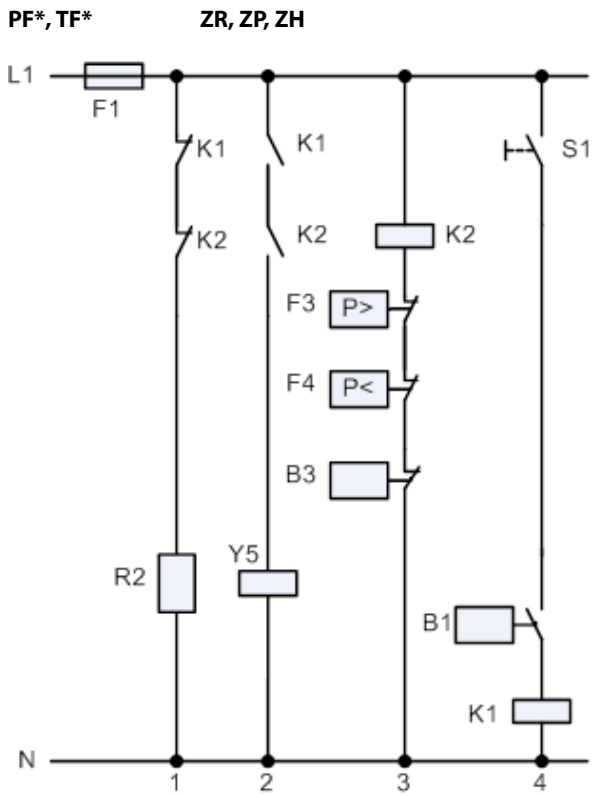 PF*, TF* ZR, ZP, ZH
L1
F1
K1
K1
S1
K2
K2
K2
F3
P>
F4
P<
B3
Y5
R2
B1
K1
N
1 2 3 4